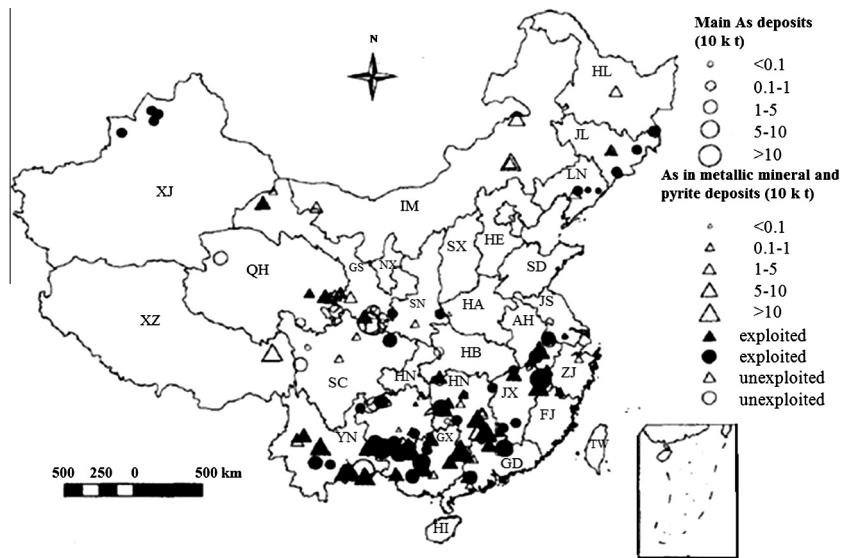 Main As deposits
(10 k t)
<0.1
0.1-1
1-5
5-10
>10
As in metallic mineral and
pyrite deposits (10 k t)
<0.1
0.1-1
1-5
5-10
>10
exploited
exploited
unexploited
unexploited
N
HL
JL
LN
XJ
IM
HE
SX
SD
NX
GS
QH
SN
HA
JS
AH
XZ
HB
ZJ
SC
HN
HN
JX
FJ
YN
GX
TW
GD
HI
500 250 0 500 km